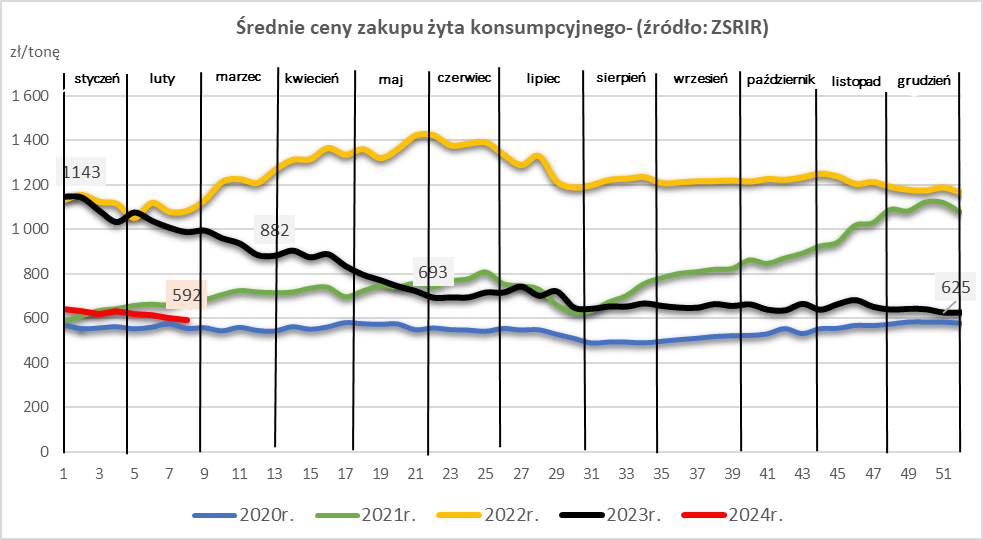 Średnie ceny zakupu żyta konsumpcyjnego- (źródło: ZSRIR)
zł/tonę
styczeń luty marzec kwiecień maj czerwiec lipiec sierpień wrzesień październik listopad grudzień
1 600
1 400
1 200
1 000
800
600
400
200
0
1143
882
693
592
625
1 3 5 7 9 11 13 15 17 19 21 23 25 27 29 31 33 35 37 39 41 43 45 47 49 51
2020r. 2021r. 2022r. 2023r. 2024r.